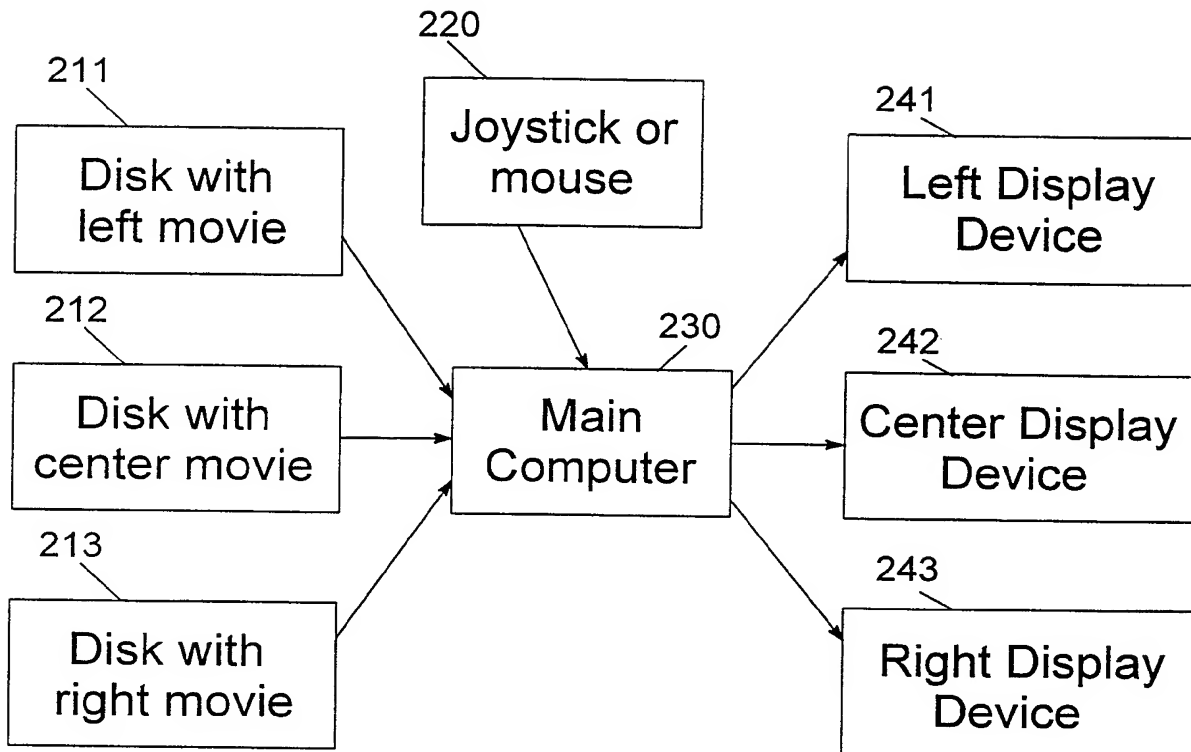 220
211
Joystick or
mouse
241
Disk with
left movie
Left Display
Device
212
230
242
Disk with
center movie
Main
Computer
Center Display
Device
213
243
Disk with
right movie
Right Display
Device